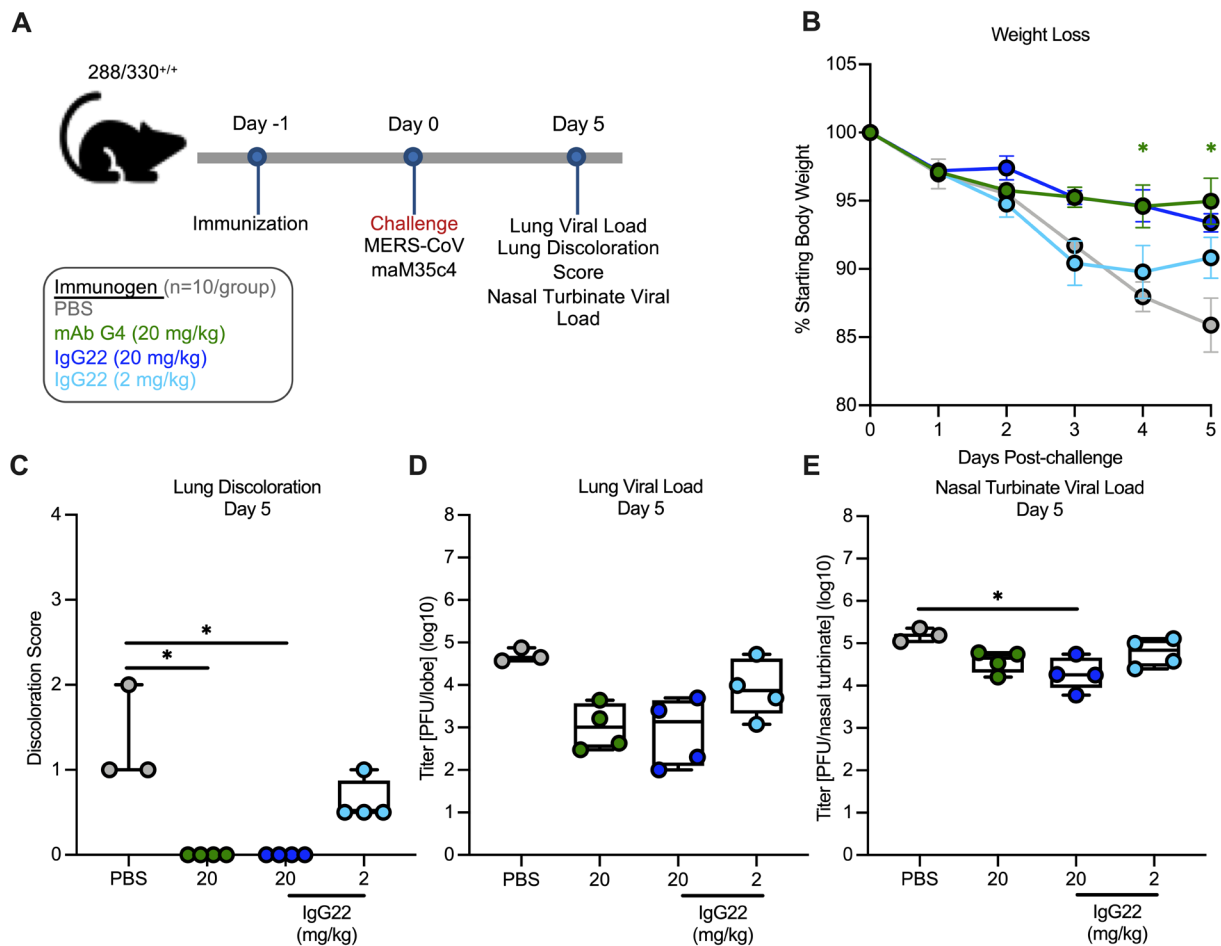 A
288/330+/+
Day -1
Day 0
Day 5
Immunization
Challenge
MERS-CoV
maM35c4
Lung Viral Load
Lung Discoloration
Score
Nasal Turbinate Viral
Load
Immunogen (n=10/group)
PBS
mAb G4 (20 mg/kg)
IgG22 (20 mg/kg)
IgG22 (2 mg/kg)
B
Weight Loss
% Starting Body Weight
105
100
95
90
85
80
* *
0 1 2 3 4 5
Days Post-challenge
C
Lung Discoloration
Day 5
Discoloration Score
4
3
2
1
0
*
*
PBS 20 20 2
IgG22
(mg/kg)
D
Lung Viral Load
Day 5
Titer [PFU/lobe] (log10)
8
7
6
5
4
3
2
1
0
PBS 20 20 2
IgG22
(mg/kg)
E
Nasal Turbinate Viral Load
Day 5
Titer [PFU/nasal turbinate] (log10)
8
7
6
5
4
3
2
1
0
*
PBS 20 20 2
IgG22
(mg/kg)